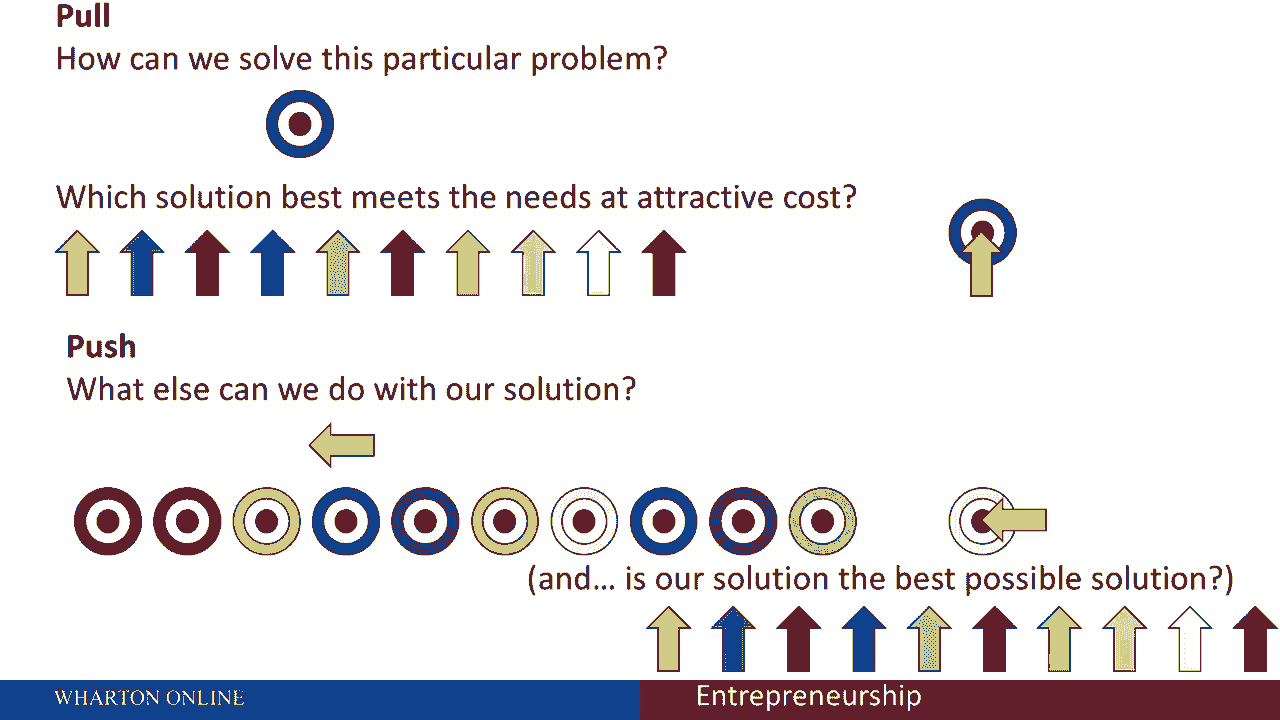 Pull
How can we solve this particular problem?
Which solution best meets the needs at attractive cost?
Push
What else can we do with our solution?
(and... is our solution the best possible solution?)
WHARTON ONLINE
Entrepreneurship